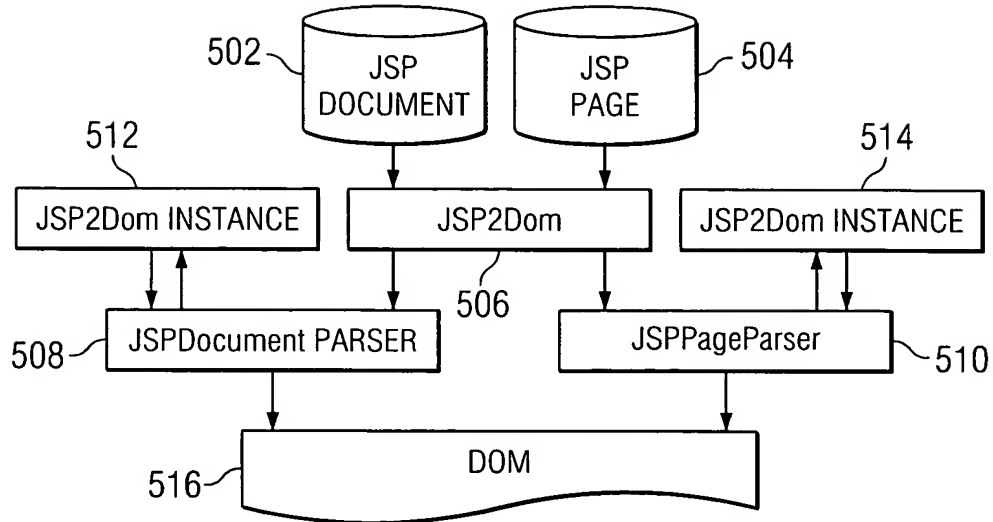 502
JSP
DOCUMENT
JSP
PAGE
504
512
514
JSP2Dom INSTANCE
JSP2Dom
JSP2Dom INSTANCE
506
508
JSPDocument PARSER
JSPPageParser
510
DOM
516